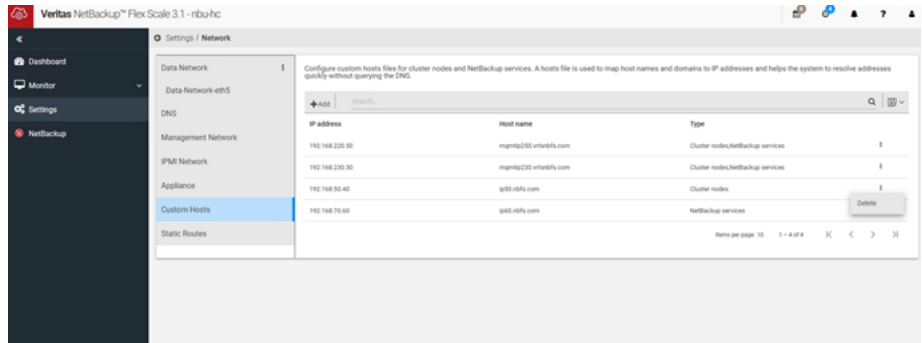 Veritas NetBackup™ Flex Scale 3.1 - nbu-hc
?
Settings / Network
Dashboard
Monitor
Settings
NetBackup
Data Network
Data-Network-eth5
DNS
Management Network
IPMI Network
Appliance
Custom Hosts
Static Routes
Configure custom hosts files for cluster nodes and NetBackup services. A hosts file is used to map host names and domains to IP addresses and helps the system to resolve addresses
quickly without querying the DNS.
+Add Search...
IP address Host name Type
192.168.220.50 mgmtip250.vrtsnbfs.com Cluster nodes,NetBackup services
192.168.230.30 mgmtip230.vrtsnbfs.com Cluster nodes,NetBackup services
192.168.50.40 ip50.nbfs.com Cluster nodes
192.168.70.60 ip60.nbfs.com NetBackup services
Delete
Items per page: 10 1 – 4 of 4